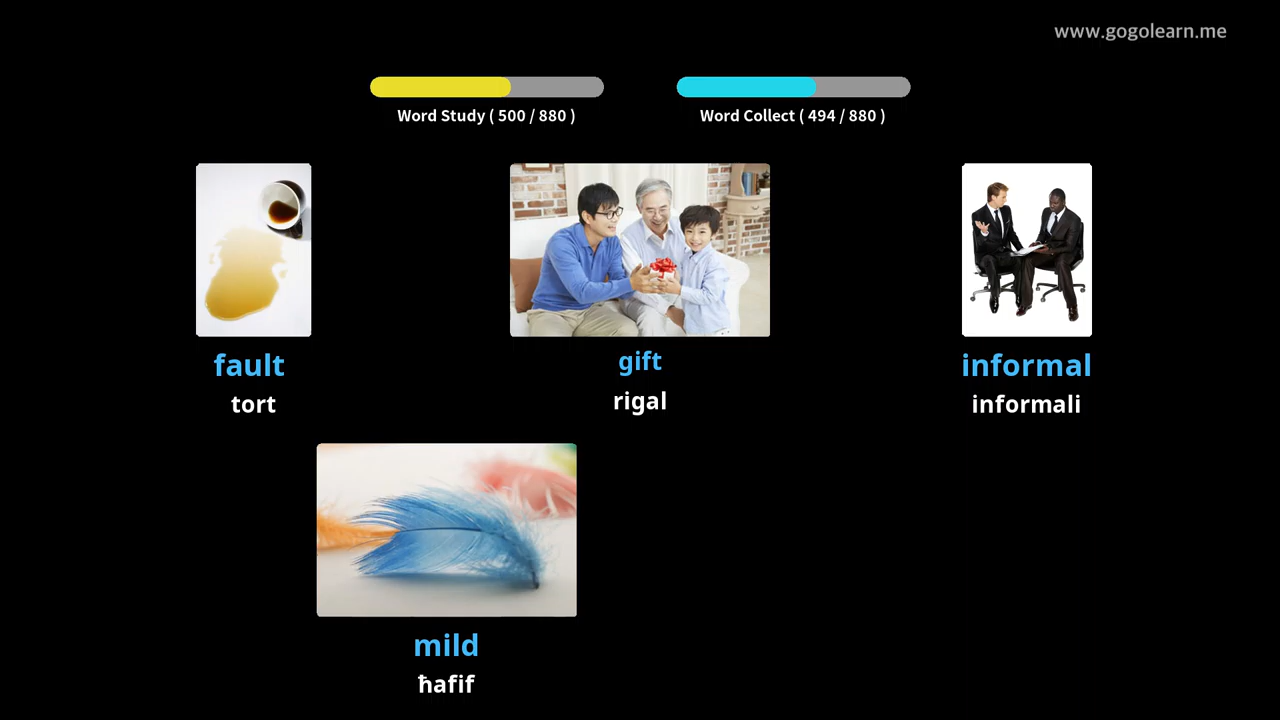 www.gogolearn.me
Word Study ( 500 / 880 )
Word Collect ( 494 / 880 )
fault
tort
gift
rigal
informal
informali
mild
ħafif